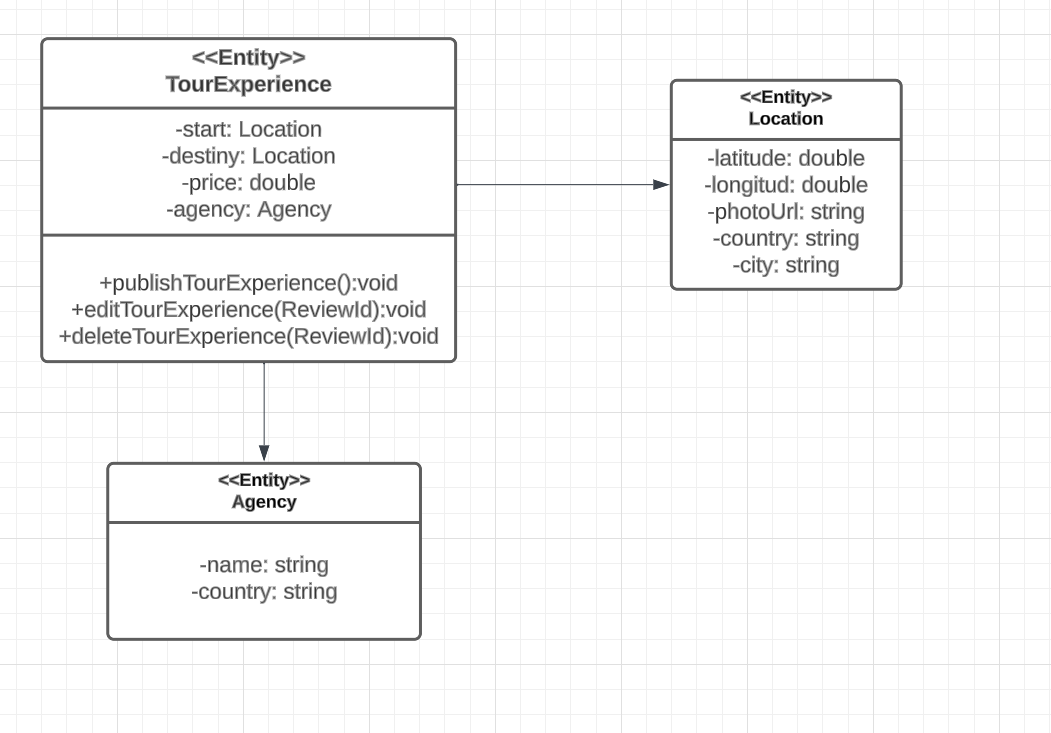 <<Entity>>
TourExperience
-start: Location
-destiny: Location
-price: double
-agency: Agency
+publishTourExperience():void
+editTourExperience(ReviewId):void
+deleteTourExperience(ReviewId):void
<<Entity>>
Location
-latitude: double
-longitud: double
-photoUrl: string
-country: string
-city: string
<<Entity>>
Agency
-name: string
-country: string